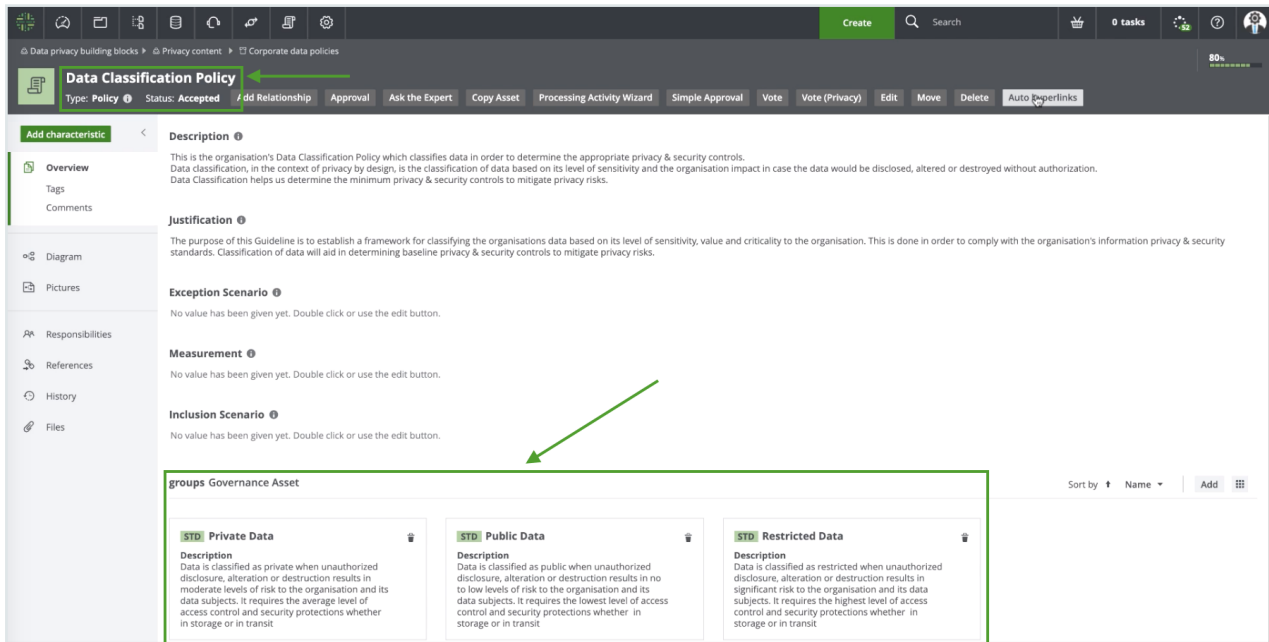 Create
Search
0 tasks
52
Data privacy building blocks
Privacy content
Corporate data policies
80%
Data Classification Policy
Type: Policy Status: Accepted
Add Relationship Approval Ask the Expert Copy Asset Processing Activity Wizard Simple Approval Vote Vote (Privacy) Edit Move Delete Auto Hyperlinks
Add characteristic
Overview
Tags
Comments
Diagram
Pictures
Responsibilities
References
History
Files
Description
This is the organisation's Data Classification Policy which classifies data in order to determine the appropriate privacy & security controls.
Data classification, in the context of privacy by design, is the classification of data based on its level of sensitivity and the organisation impact in case the data would be disclosed, altered or destroyed without authorization.
Data Classification helps us determine the minimum privacy & security controls to mitigate privacy risks.
Justification
The purpose of this Guideline is to establish a framework for classifying the organisations data based on its level of sensitivity, value and criticality to the organisation. This is done in order to comply with the organisation's information privacy & security
standards. Classification of data will aid in determining baseline privacy & security controls to mitigate privacy risks.
Exception Scenario
No value has been given yet. Double click or use the edit button.
Measurement
No value has been given yet. Double click or use the edit button.
Inclusion Scenario
No value has been given yet. Double click or use the edit button.
groups Governance Asset
Sort by Name
Add
STD Private Data
Description
Data is classified as private when unauthorized
disclosure, alteration or destruction results in
moderate levels of risk to the organisation and its
data subjects. It requires the average level of
access control and security protections whether
in storage or in transit
STD Public Data
Description
Data is classified as public when unauthorized
disclosure, alteration or destruction results in no
to low levels of risk to the organisation and its
data subjects. It requires the lowest level of access
control and security protections whether in
storage or in transit
STD Restricted Data
Description
Data is classified as restricted when unauthorized
disclosure, alteration or destruction results in
significant risk to the organisation and its data
subjects. It requires the highest level of access
control and security protections whether in
storage or in transit